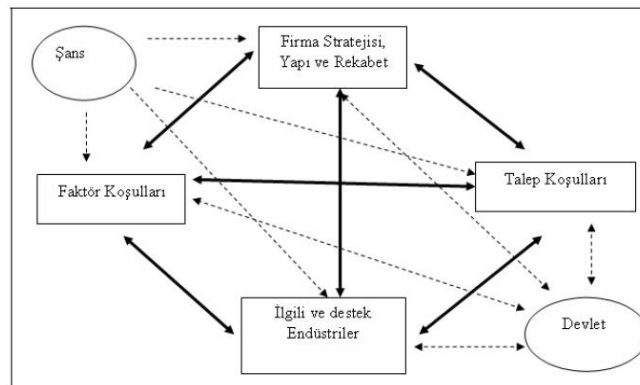 Şans
Firma Stratejisi,
Yapı ve Rekabet
Faktör Koşulları
Talep Koşulları
İlgili ve destek
Endüstriler
Devlet